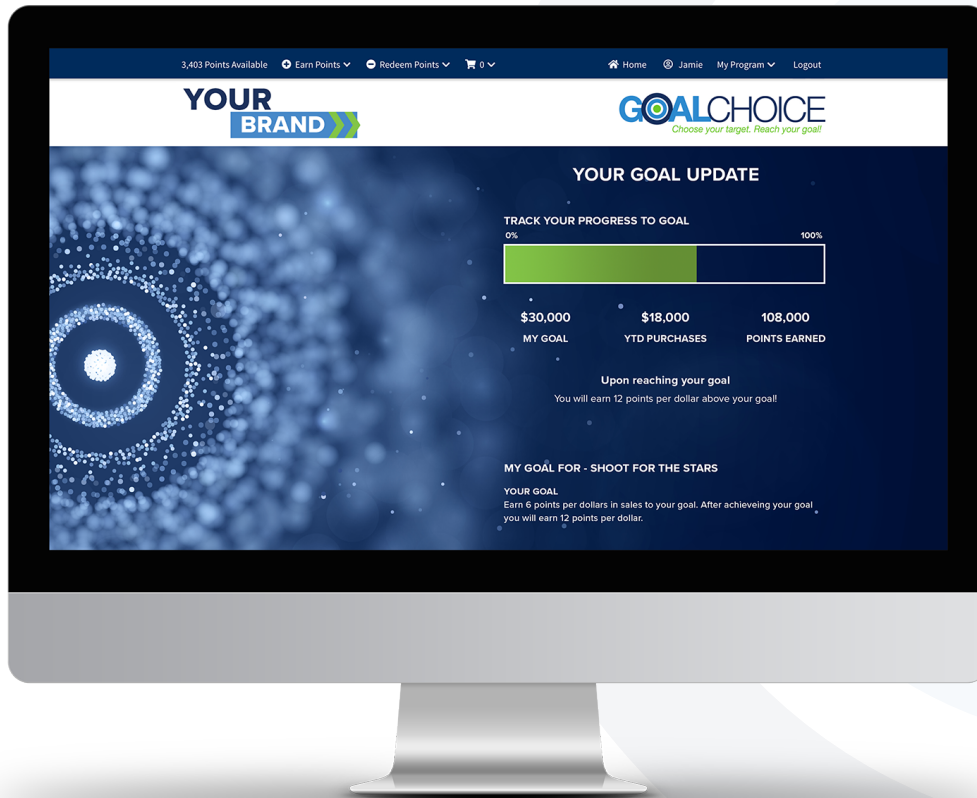 3,403 Points Available Earn Points Redeem Points 0 Home Jamie My Program Logout
YOUR
BRAND
GOALCHOICE
Choose your target. Reach your goal!
YOUR GOAL UPDATE
TRACK YOUR PROGRESS TO GOAL
0% 100%
$30,000 $18,000 108,000
MY GOAL YTD PURCHASES POINTS EARNED
Upon reaching your goal
You will earn 12 points per dollar above your goal!
MY GOAL FOR - SHOOT FOR THE STARS
YOUR GOAL
Earn 6 points per dollars in sales to your goal. After achieveing your goal
you will earn 12 points per dollar.